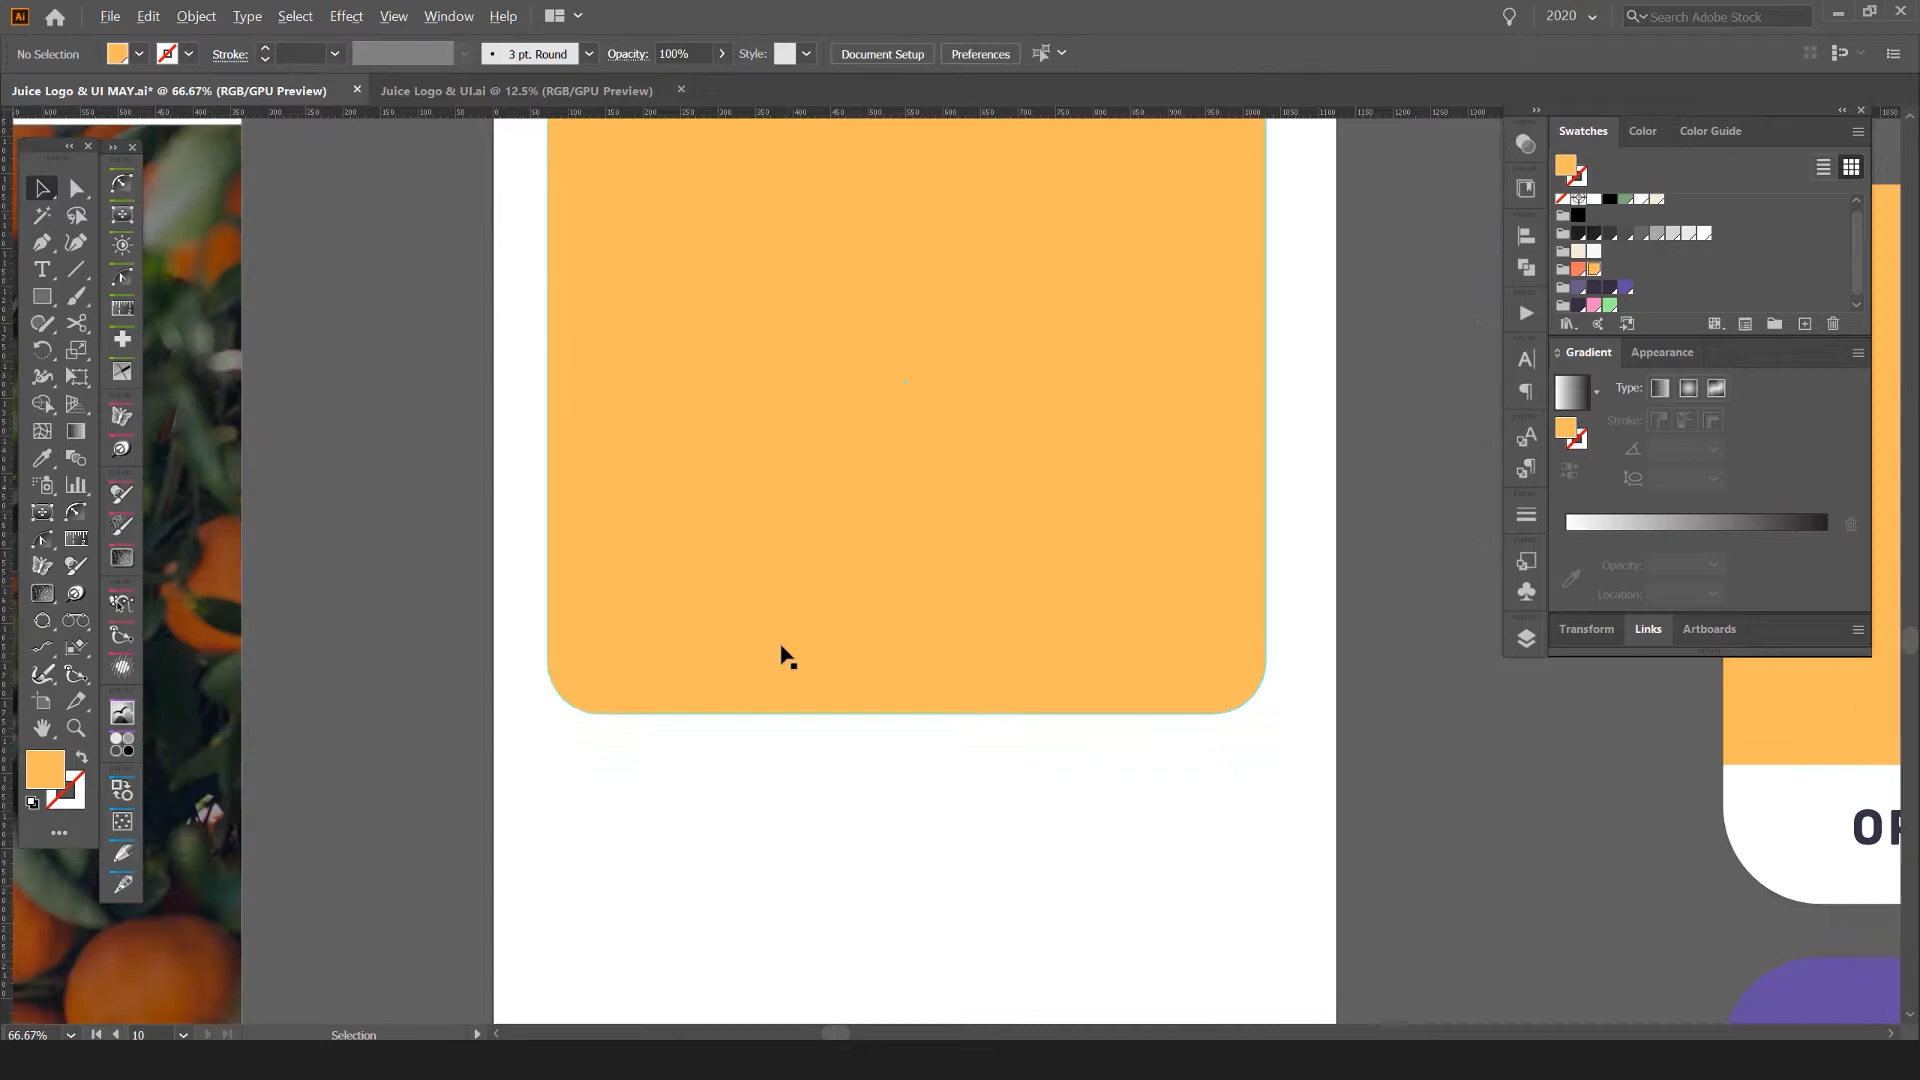 Ai File Edit Object Type Select Effect View Window Help 2020 Search Adobe Stock
No Selection Stroke: 3 pt. Round Opacity: 100% Style: Document Setup Preferences
Juice Logo & UI MAY.ai* @ 66.67% (RGB/GPU Preview) × Juice Logo & UI.ai @ 12.5% (RGB/GPU Preview) ×
Swatches Color Color Guide
Gradient Appearance
Type:
Stroke:
Opacity:
Location:
Transform Links Artboards
OR
66.67% 10 Selection